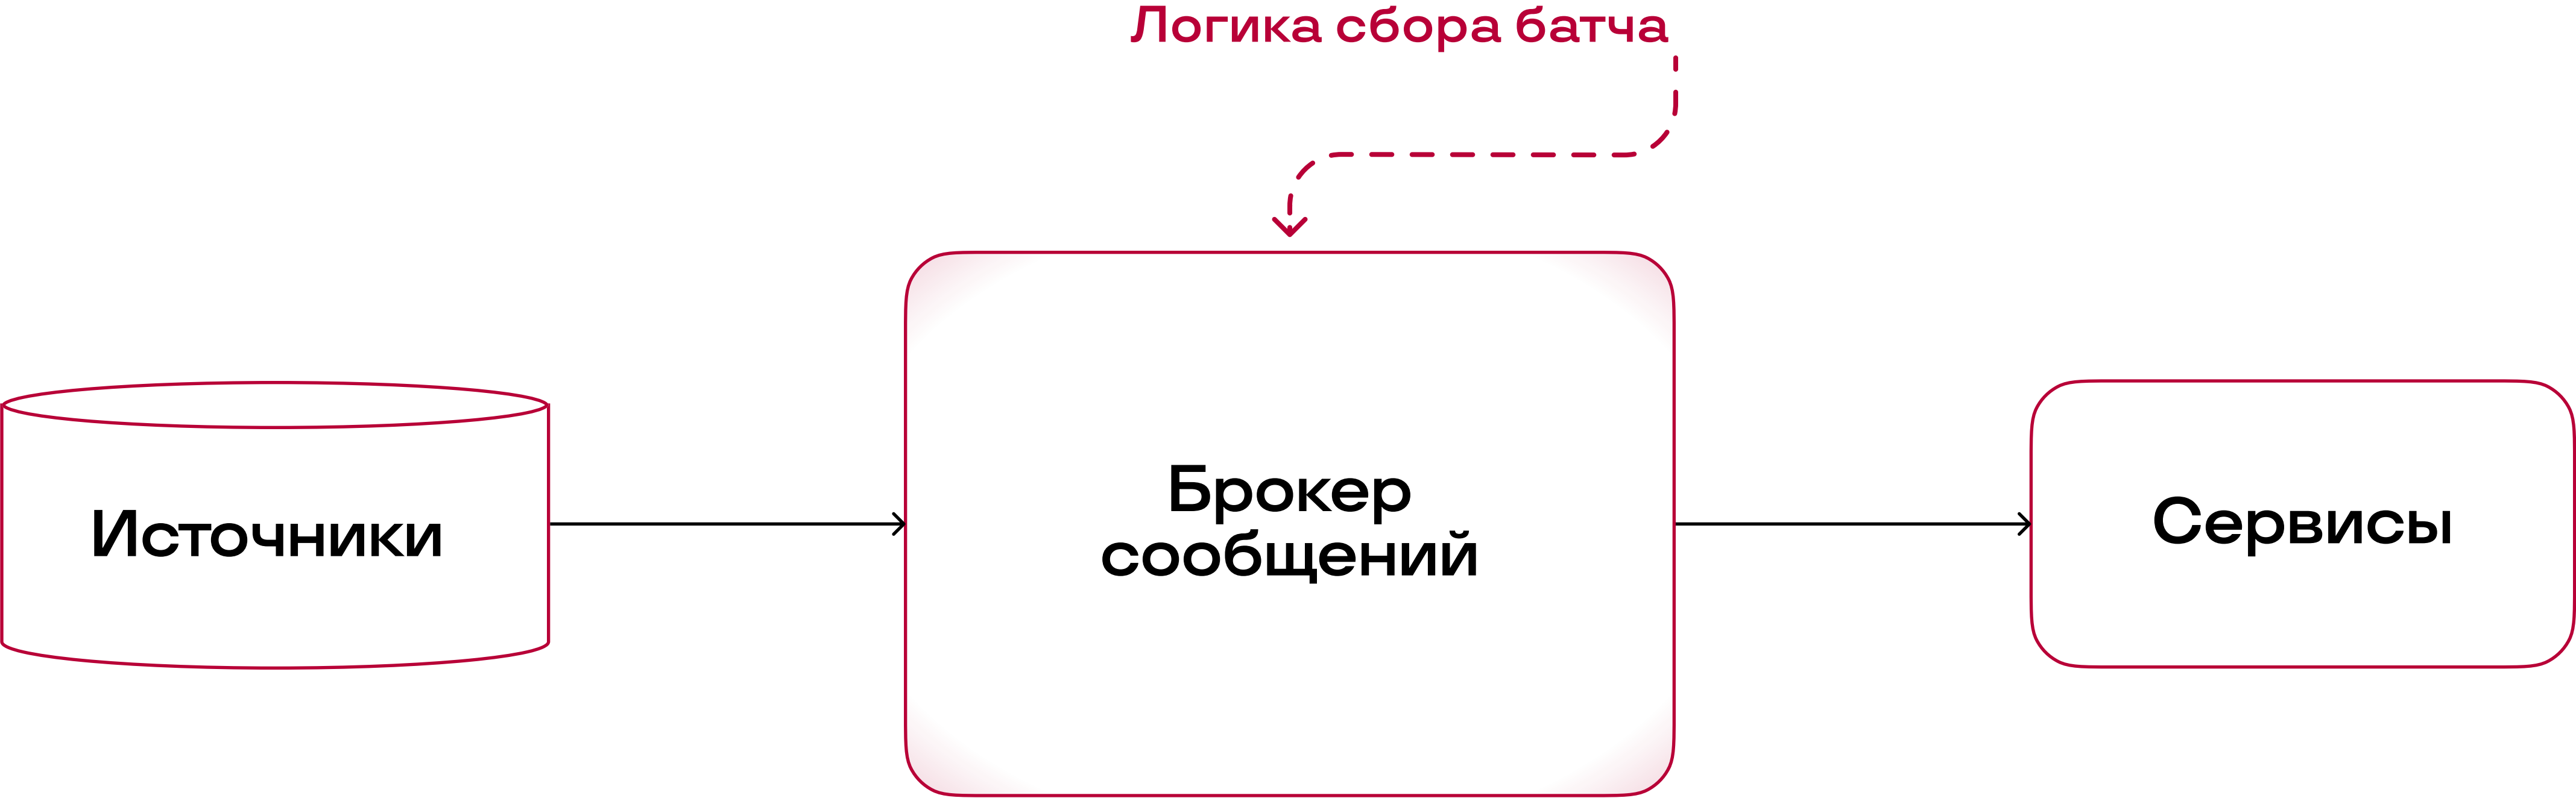 Логика сбора батча
Источники
Брокер
сообщений
Сервисы